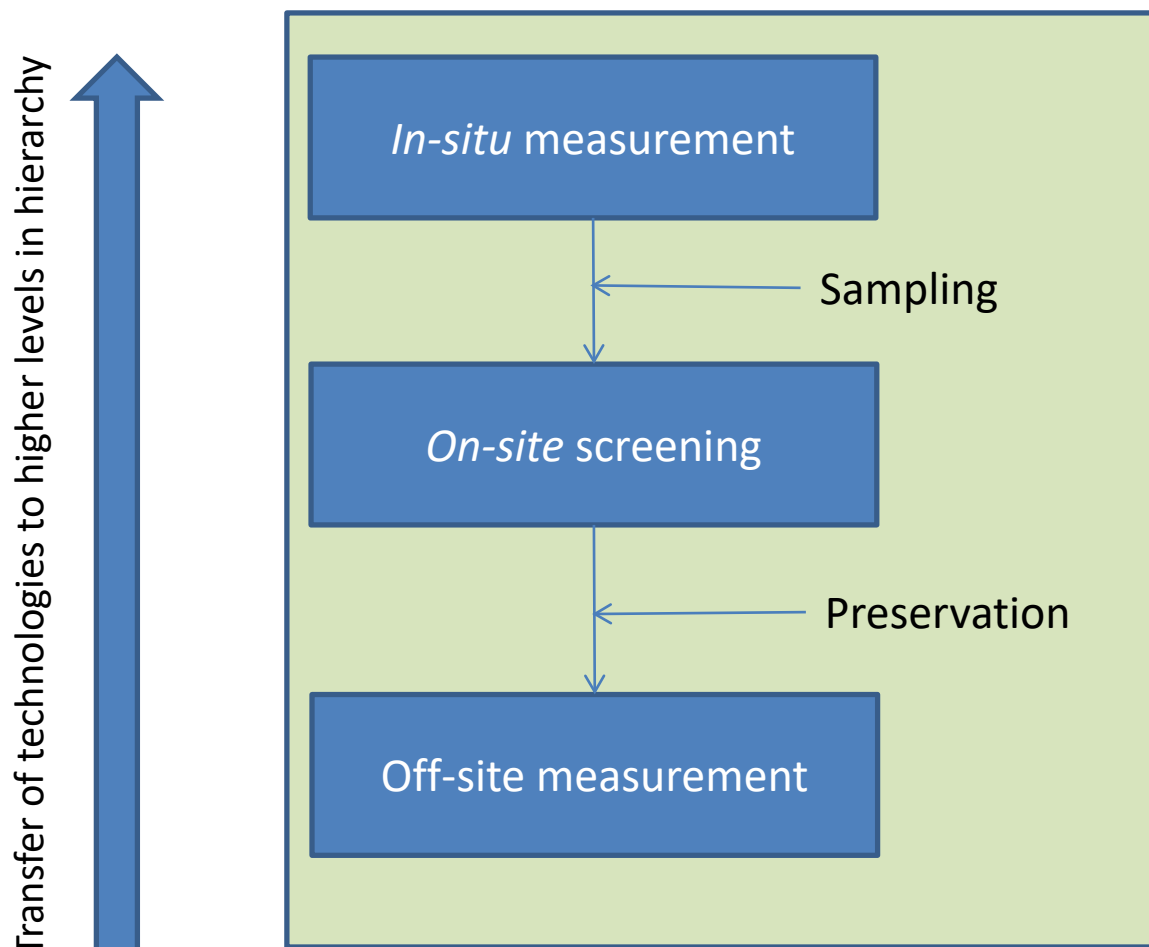 Transfer of technologies to higher levels in hierarchy
In-situ measurement
Sampling
On-site screening
Preservation
Off-site measurement